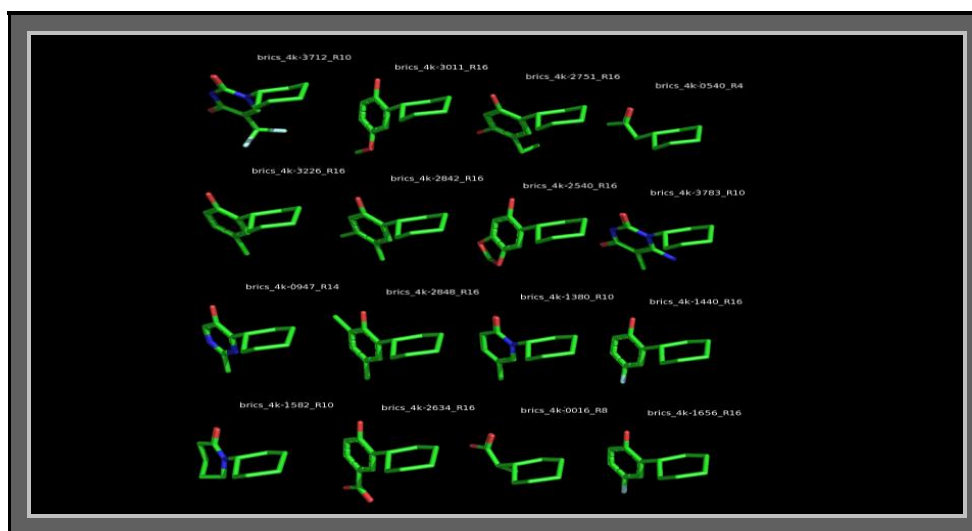 brics_4k-3712_R10
brics_4k-3011_R16
brics_4k-2751_R16
brics_4k-0540_R4
brics_4k-3226_R16
brics_4k-2842_R16
brics_4k-2540_R16
brics_4k-3783_R10
brics_4k-0947_R14
brics_4k-2848_R16
brics_4k-1380_R10
brics_4k-1440_R16
brics_4k-1582_R10
brics_4k-2634_R16
brics_4k-0016_R8
brics_4k-1656_R16